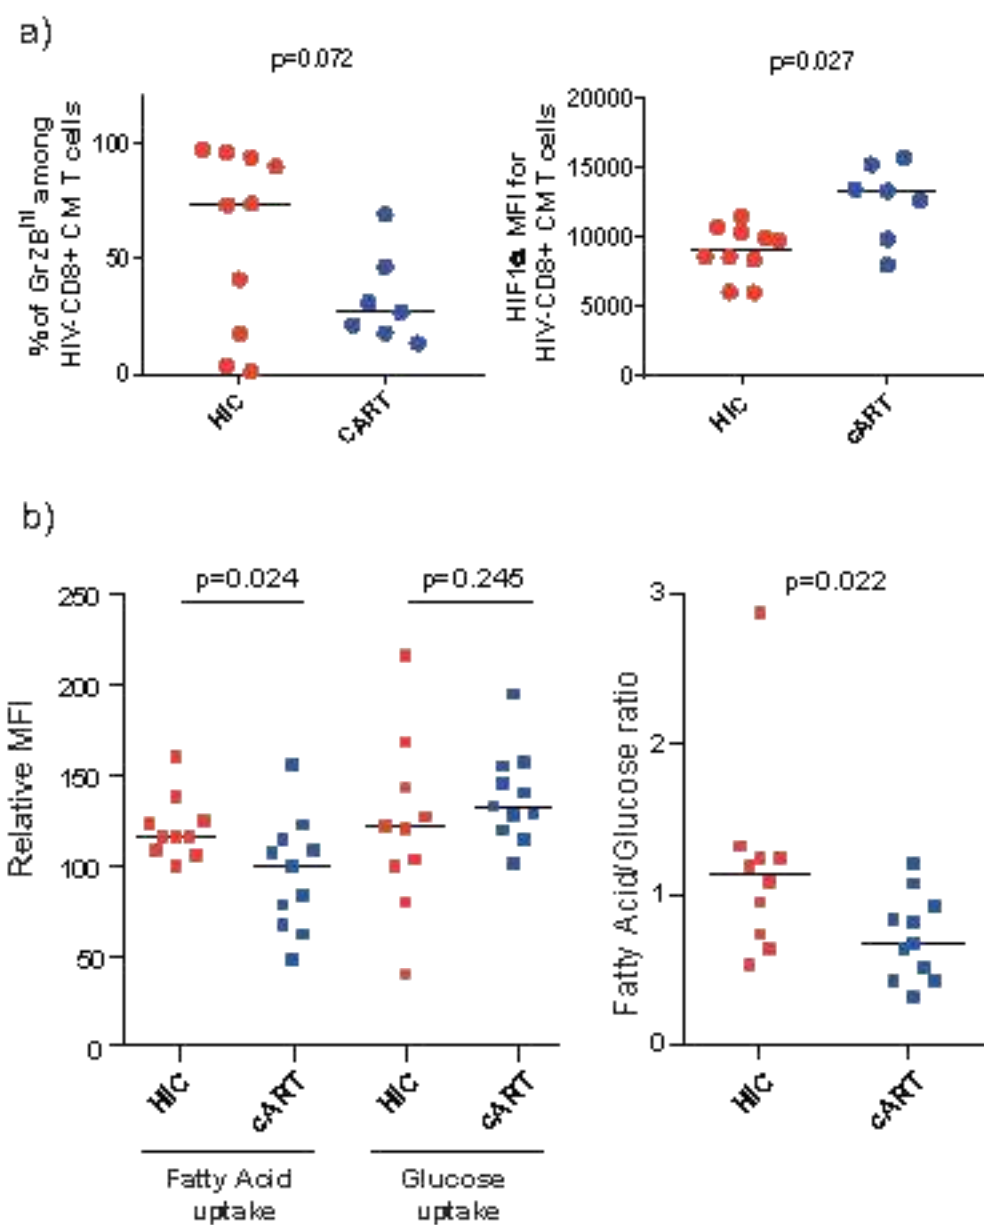 a)
p=0.072
% of GrZB[1] among
HIV-CD8+ CM T cells
100
50
0
HIC
CART
p=0.027
HIF1α MFI for
HIV-CD8+ CM T cells
20000
15000
10000
5000
0
HIC
cART
b)
p=0.024
p=0.245
Relative MFI
250
200
150
100
50
0
HIC
cART
HIC
cART
Fatty Acid
uptake
Glucose
uptake
p=0.022
Fatty Acid/Glucose ratio
3
2
1
0
HIC
cART